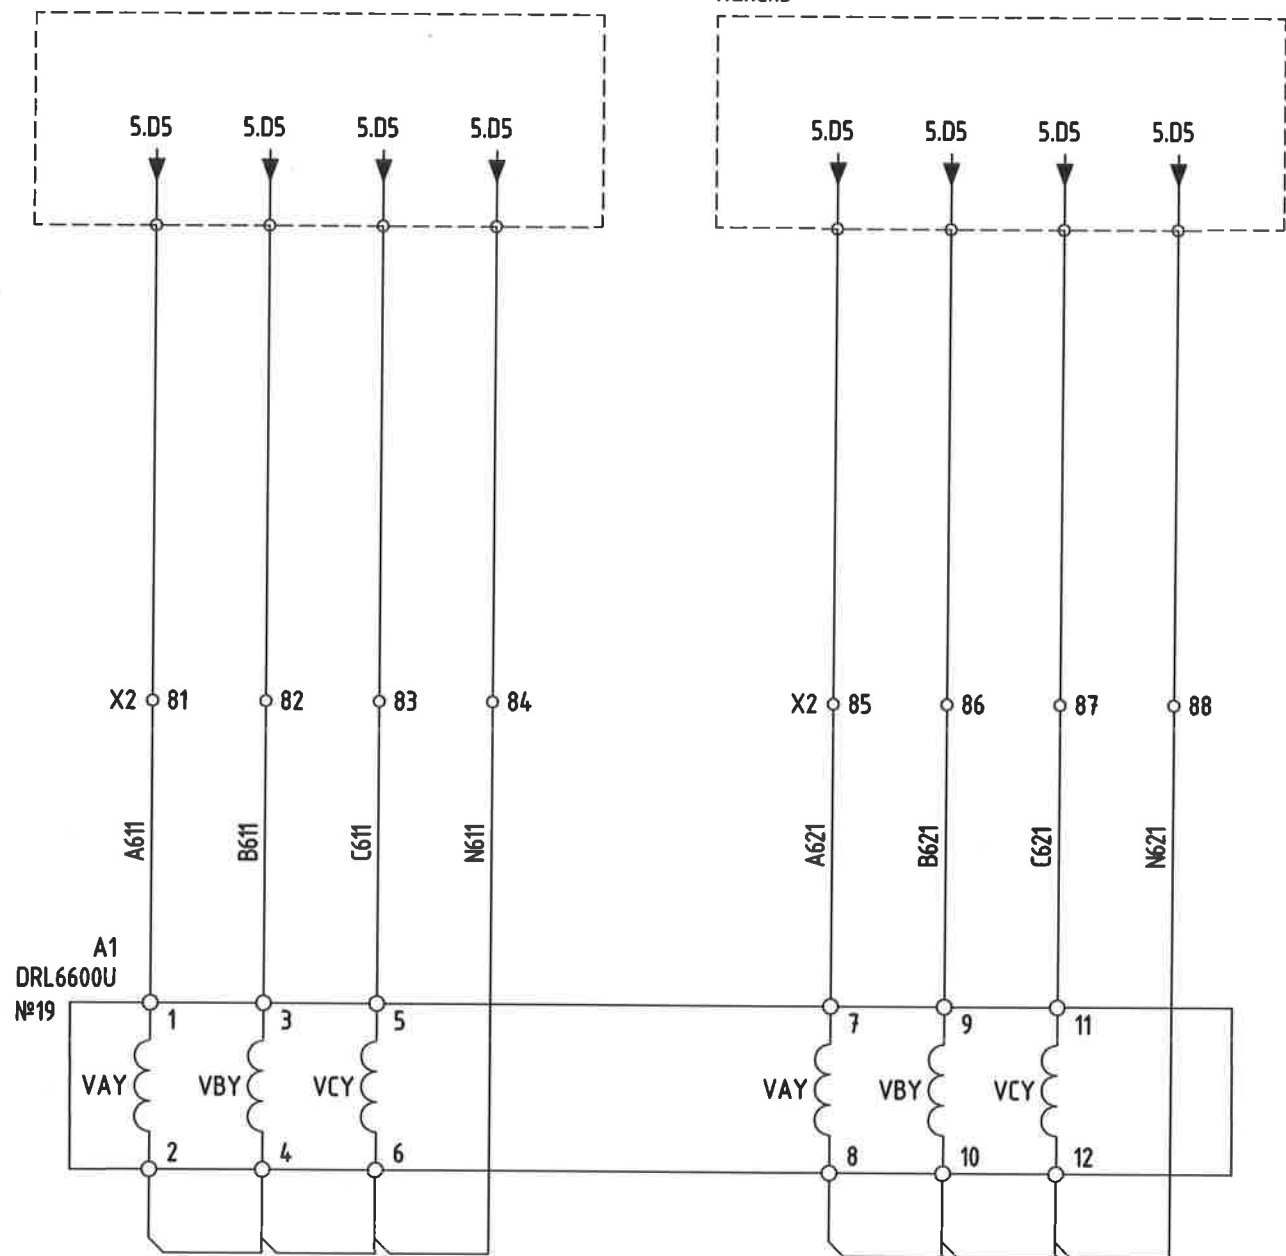 5.D5 5.D5 5.D5 5.D5
5.D5 5.D5 5.D5 5.D5
X2 81 82 83 84
X2 85 86 87 88
A611 B611 C611 N611
A621 B621 C621 N621
A1
DRL6600U
№19
1 3 5
7 9 11
VAY VBY VCY
VAY VBY VCY
2 4 6
8 10 12